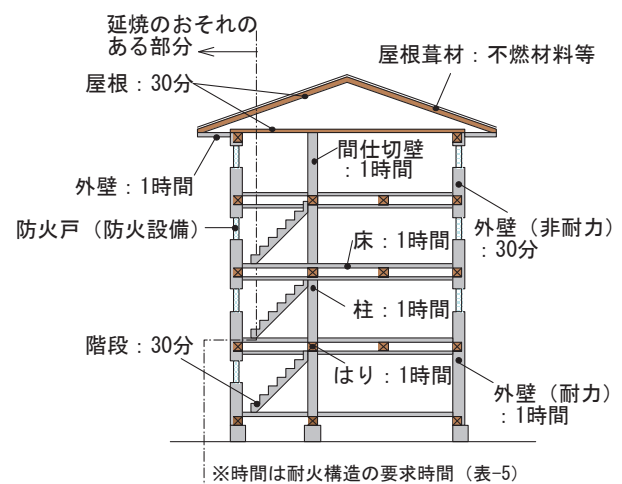 延焼のおそれの
ある部分
屋根：30分
屋根葺材：不燃材料等
間仕切壁
：1時間
外壁：1時間
防火戸（防火設備）
外壁（非耐力）
：30分
床：1時間
柱：1時間
階段：30分
はり：1時間
外壁（耐力）
：1時間
※時間は耐火構造の要求時間（表-5）